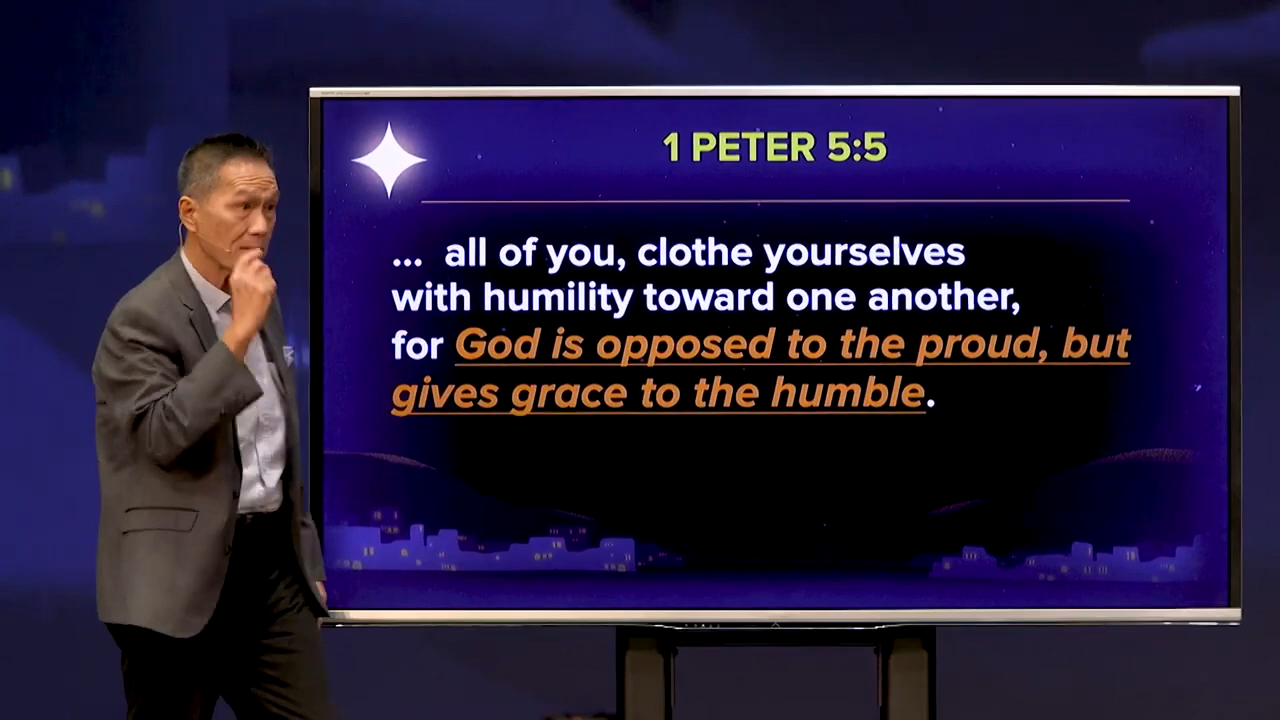 1 PETER 5:5
... all of you, clothe yourselves
with humility toward one another,
for God is opposed to the proud, but
gives grace to the humble.